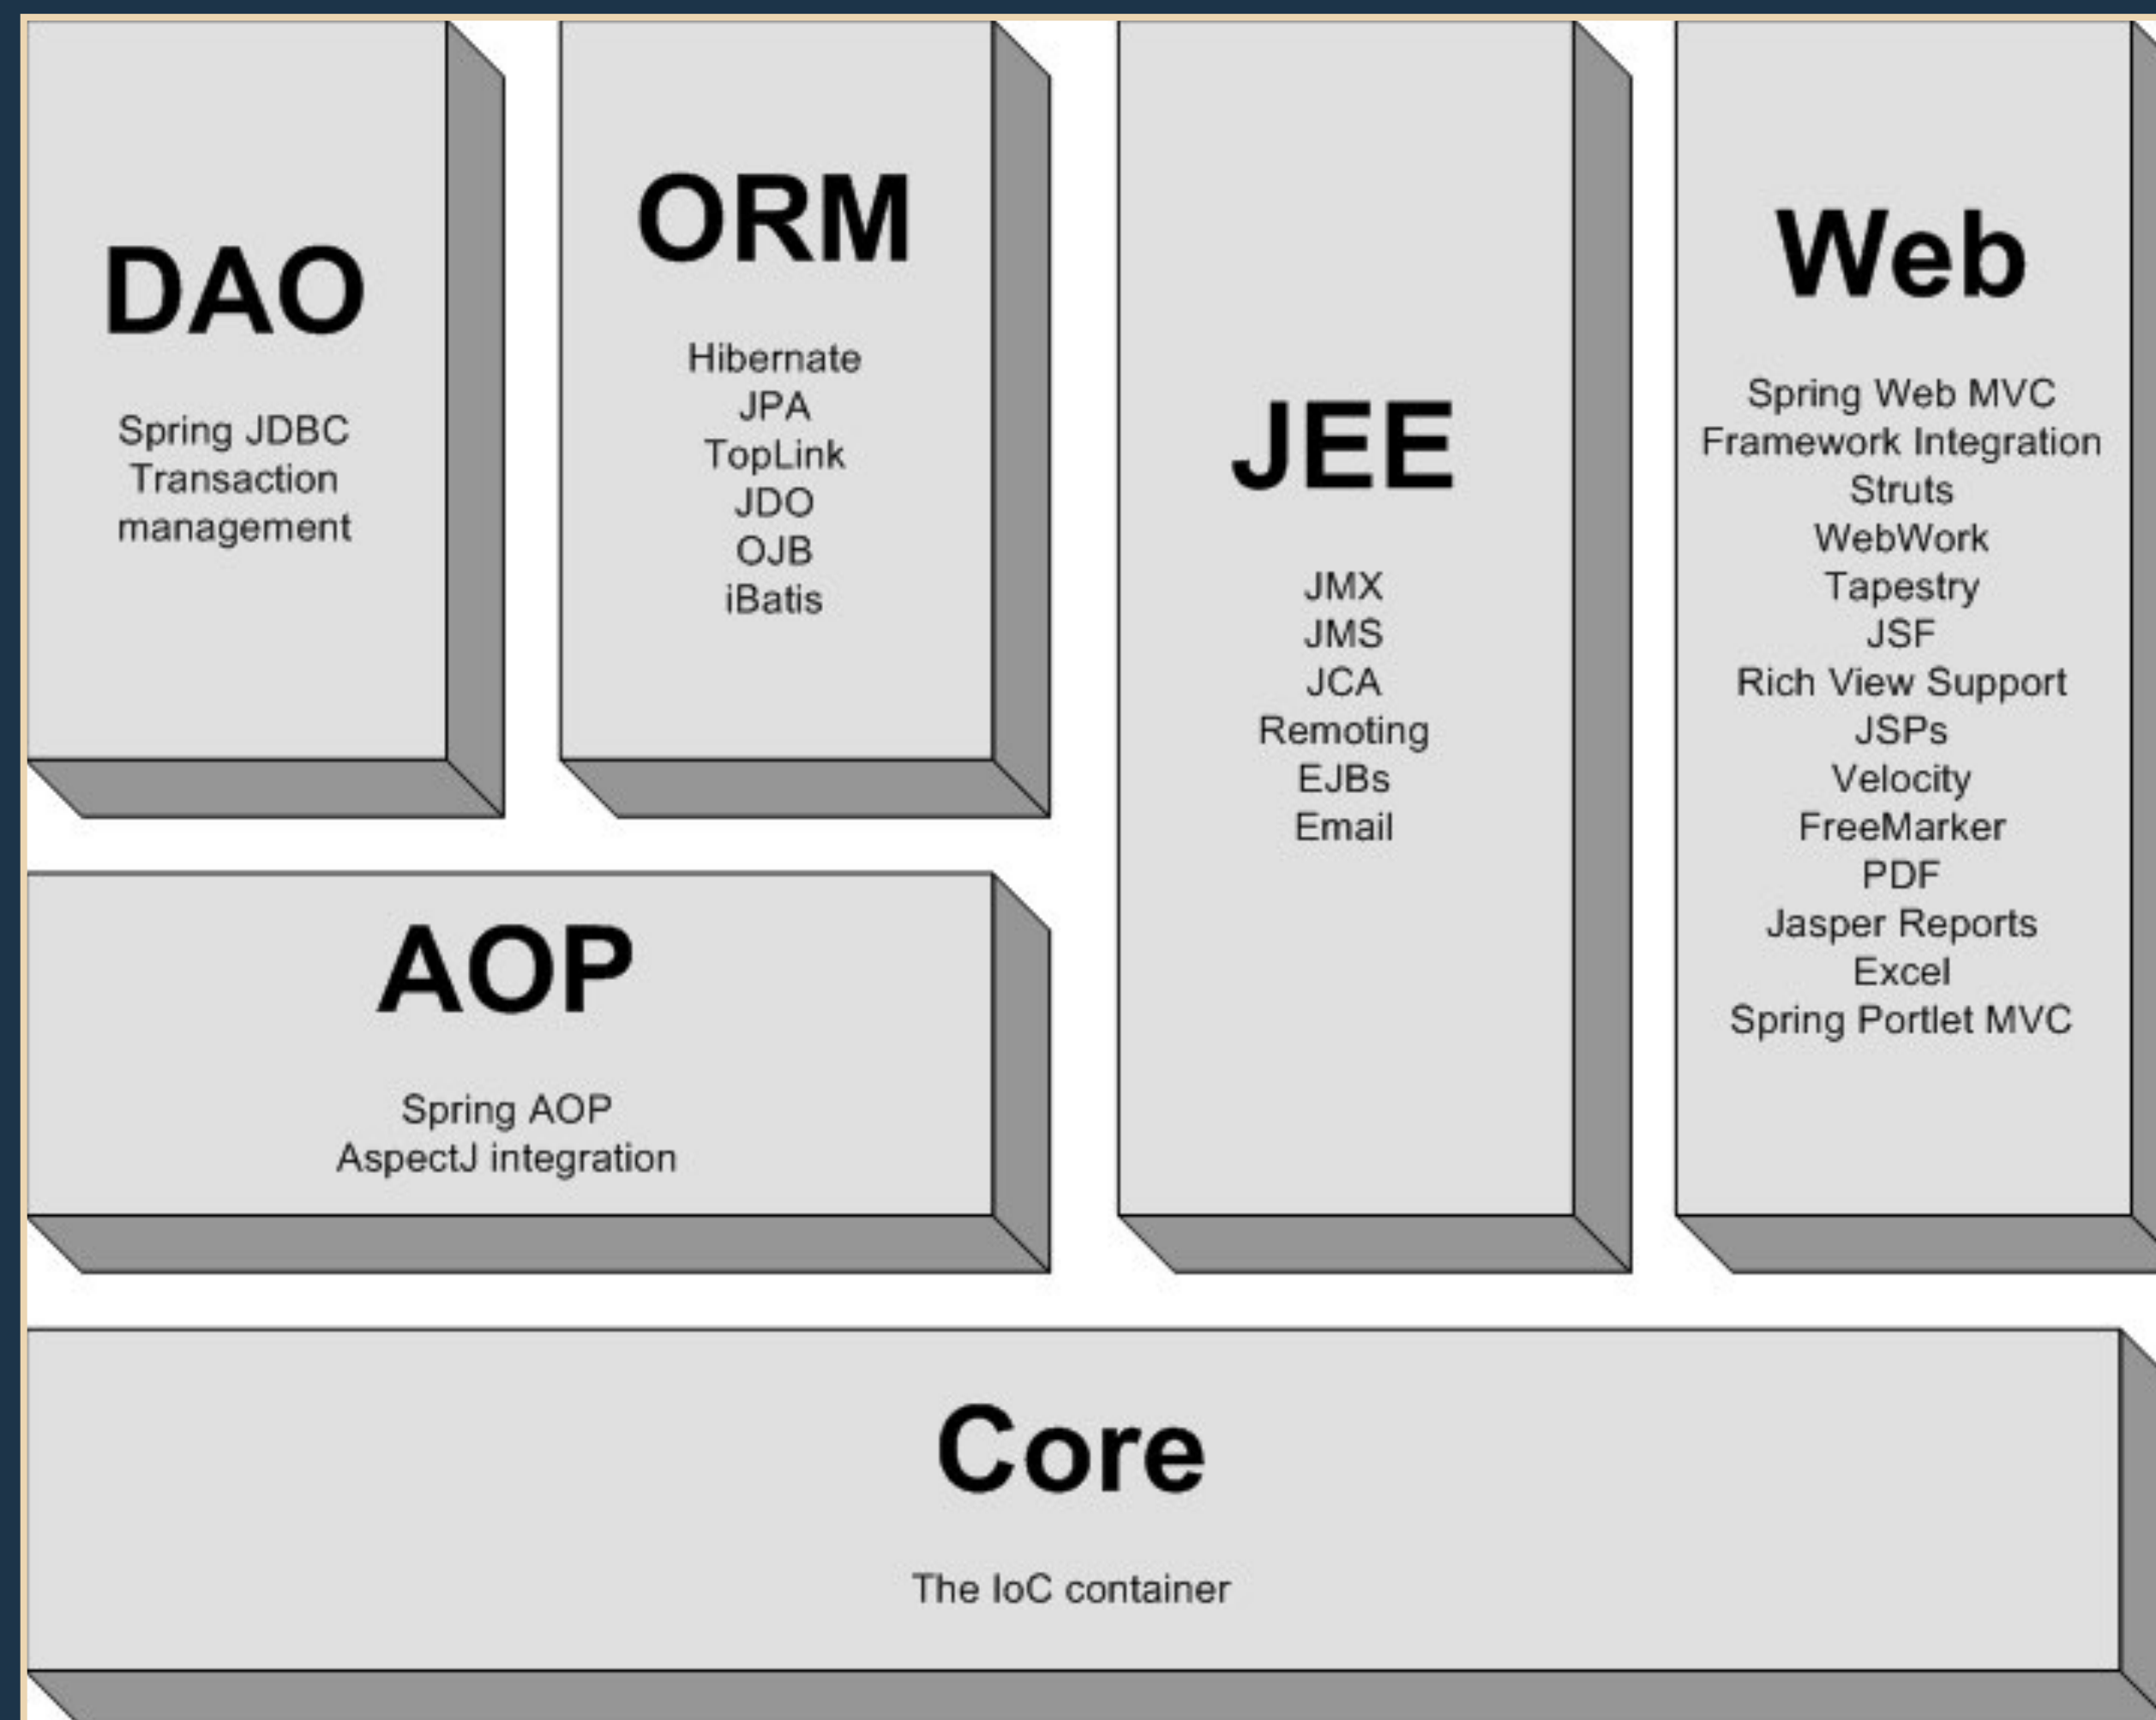 DAO
Spring JDBC
Transaction
management
ORM
Hibernate
JPA
TopLink
JDO
OJB
iBatis
JEE
JMX
JMS
JCA
Remoting
EJBs
Email
Web
Spring Web MVC
Framework Integration
Struts
WebWork
Tapestry
JSF
Rich View Support
JSPs
Velocity
FreeMarker
PDF
Jasper Reports
Excel
Spring Portlet MVC
AOP
Spring AOP
AspectJ integration
Core
The IoC container